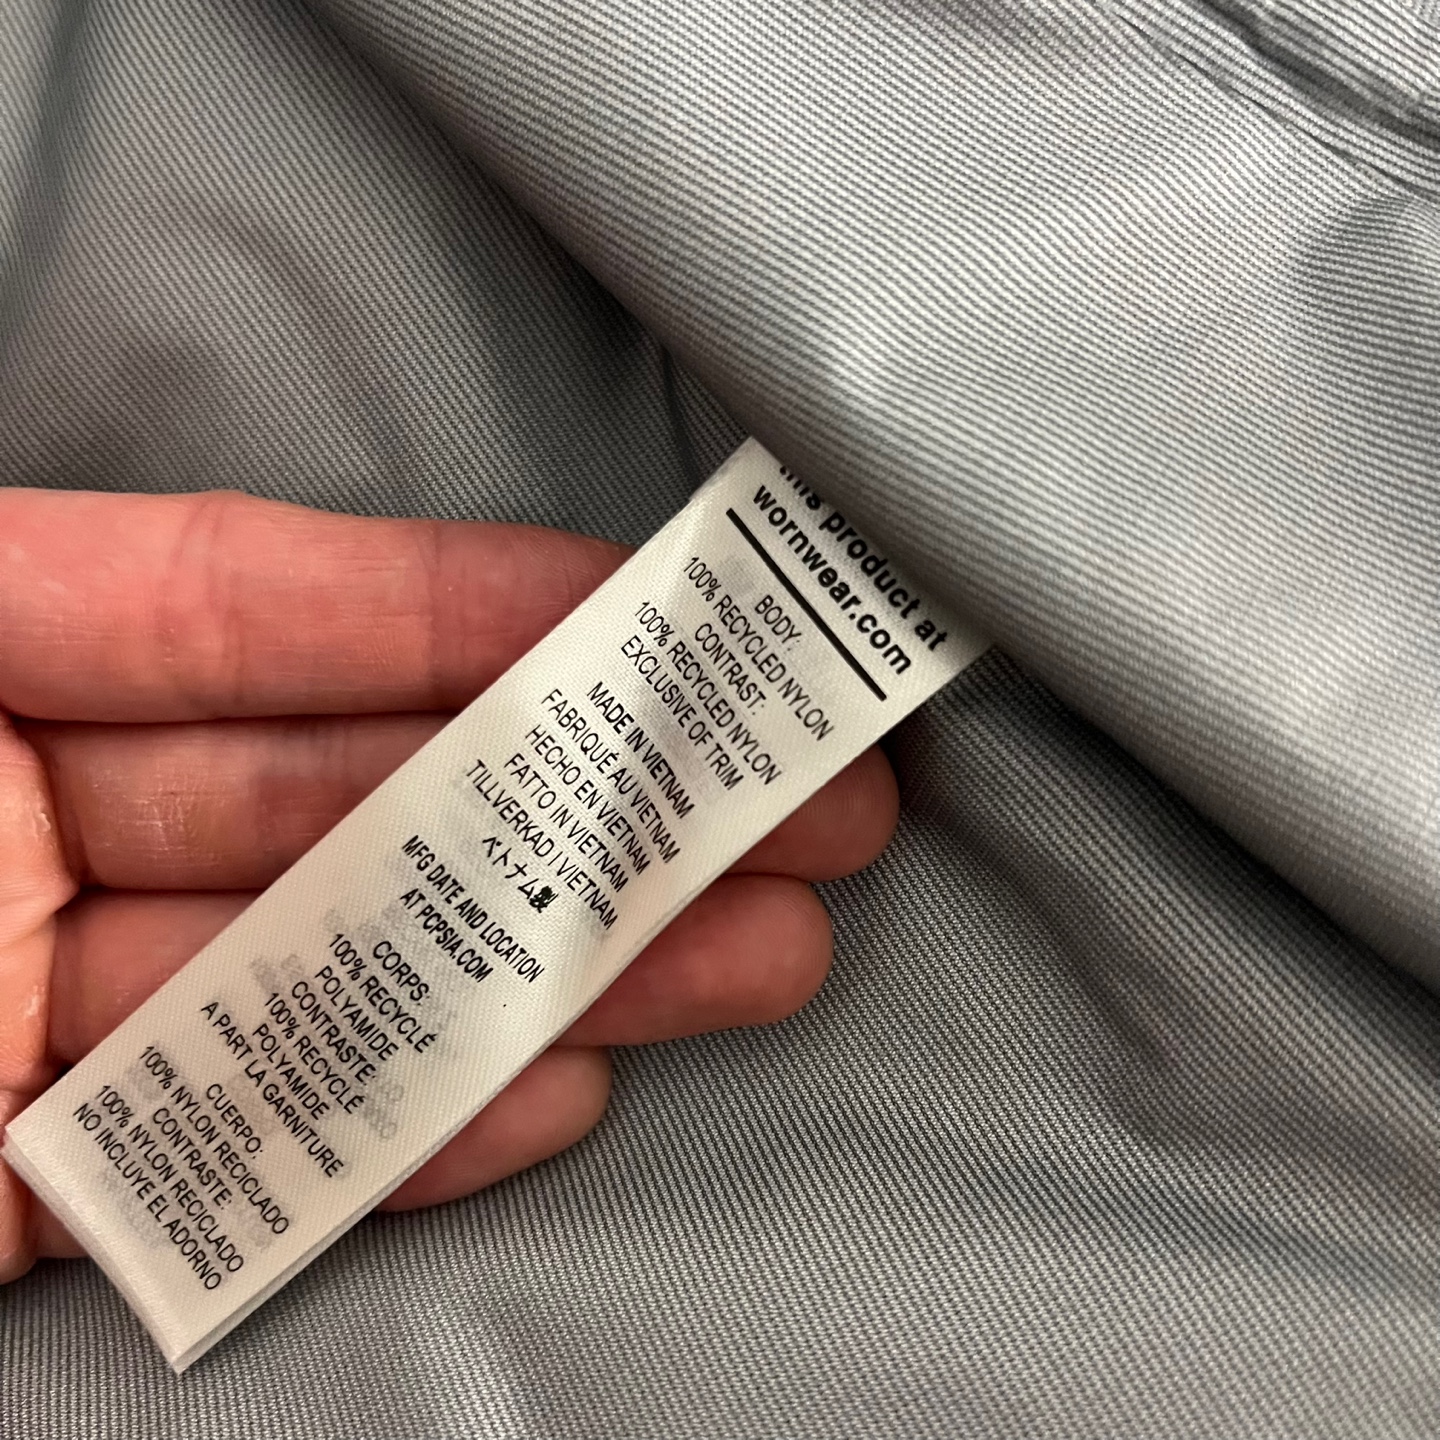 this product at
wornwear.com
BODY:
100% RECYCLED NYLON
CONTRAST:
100% RECYCLED NYLON
EXCLUSIVE OF TRIM
MADE IN VIETNAM
FABRIQUÉ AU VIETNAM
HECHO EN VIETNAM
FATTO IN VIETNAM
TILLVERKAD I VIETNAM
ベトナム製
MFG DATE AND LOCATION
AT PCPSIA.COM
CORPS:
100% RECYCLÉ
POLYAMIDE
CONTRASTE:
100% RECYCLÉ
POLYAMIDE
A PART LA GARNITURE
CUERPO:
100% NYLON RECICLADO
CONTRASTE:
100% NYLON RECICLADO
NO INCLUYE EL ADORNO